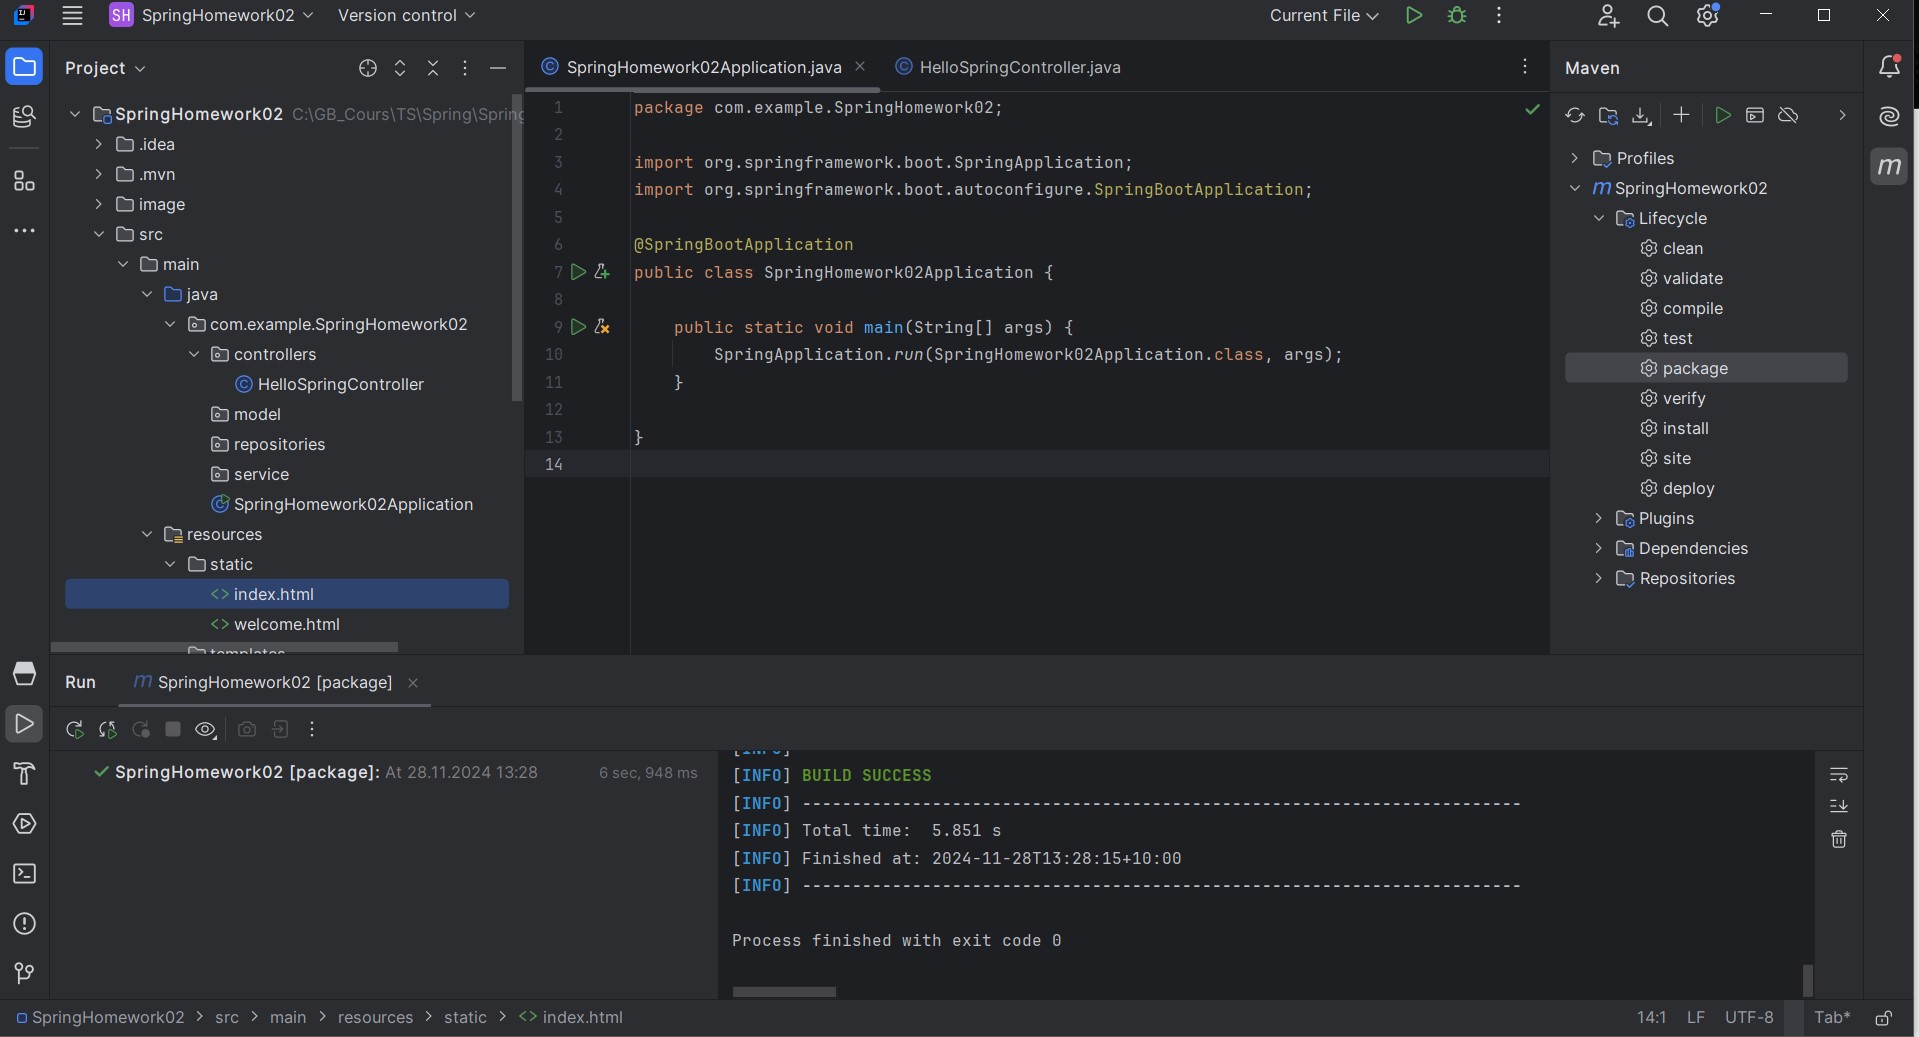 SH SpringHomework02 Version control Current File
Project
SpringHomework02 C:\GB_Cours\TS\Spring\Spring
.idea
.mvn
image
src
main
java
com.example.SpringHomework02
controllers
HelloSpringController
model
repositories
service
SpringHomework02Application
resources
static
index.html
welcome.html
templates
SpringHomework02Application.java HelloSpringController.java
1 package com.example.SpringHomework02;
2
3 import org.springframework.boot.SpringApplication;
4 import org.springframework.boot.autoconfigure.SpringBootApplication;
5
6 @SpringBootApplication
7 public class SpringHomework02Application {
8
9 public static void main(String[] args) {
10 SpringApplication.run(SpringHomework02Application.class, args);
11 }
12
13 }
14
Maven
Profiles
m SpringHomework02
Lifecycle
clean
validate
compile
test
package
verify
install
site
deploy
Plugins
Dependencies
Repositories
m
Run m SpringHomework02 [package]
SpringHomework02 [package]: At 28.11.2024 13:28 6 sec, 948 ms
[INFO]
[INFO] BUILD SUCCESS
[INFO] ------------------------------------------------------------------------
[INFO] Total time:  5.851 s
[INFO] Finished at: 2024-11-28T13:28:15+10:00
[INFO] ------------------------------------------------------------------------
Process finished with exit code 0
SpringHomework02 > src > main > resources > static > <> index.html 14:1 LF UTF-8 Tab*